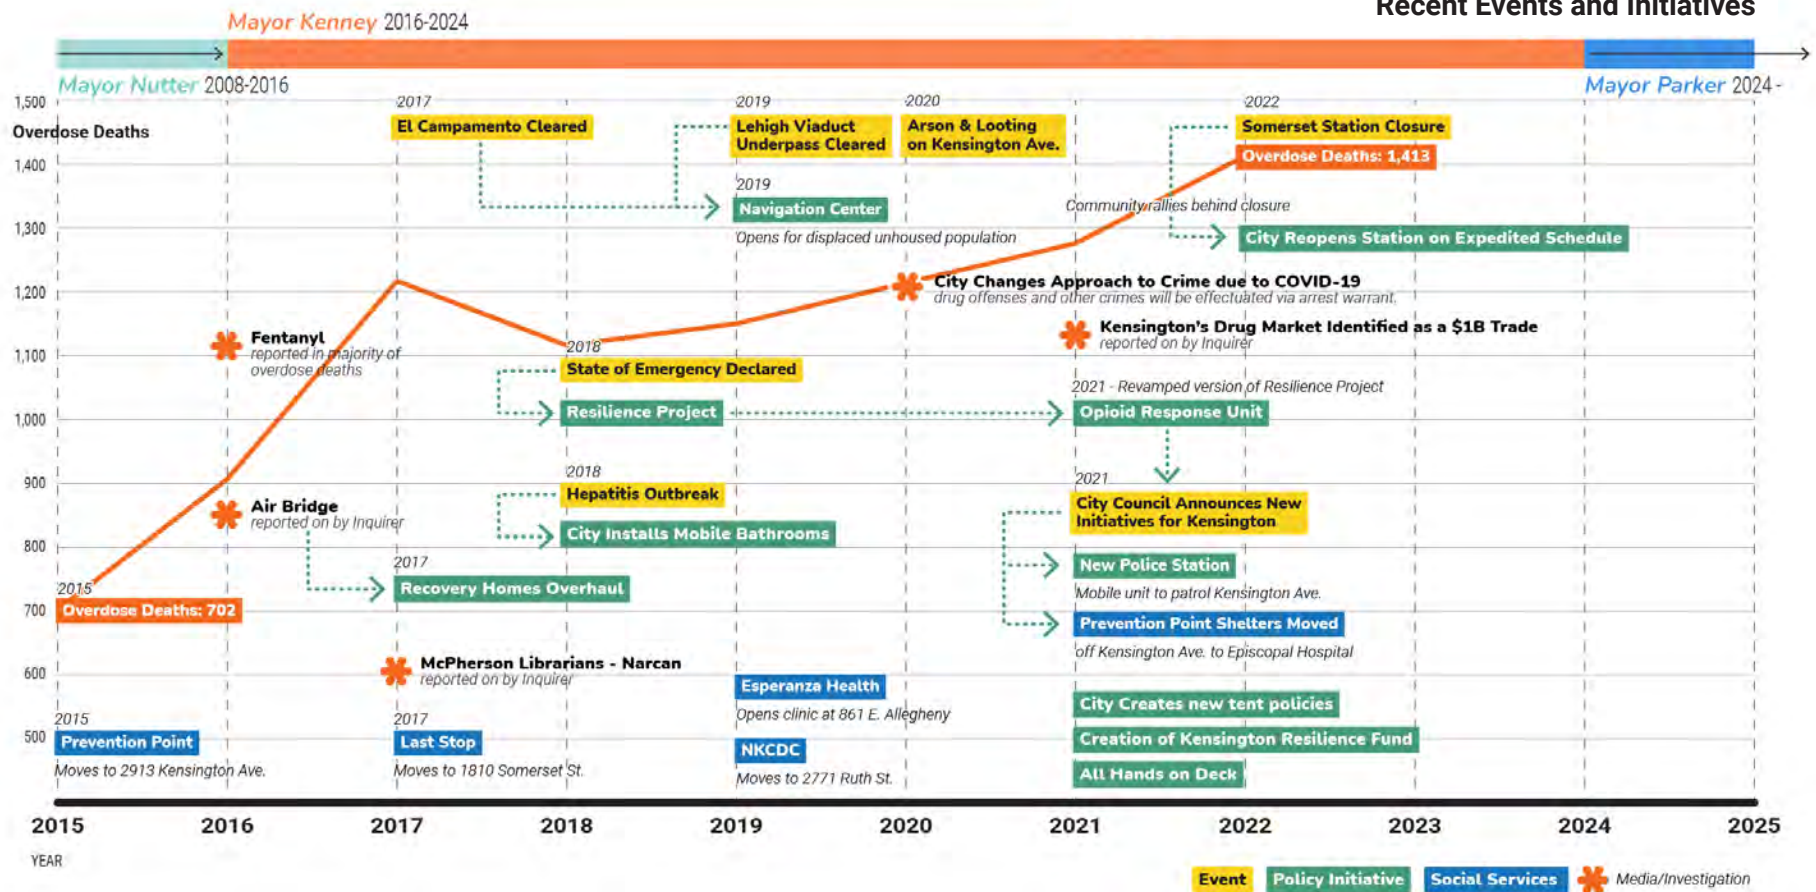 Recent Events and Initiatives
Mayor Kenney 2016-2024
Mayor Nutter 2008-2016
Mayor Parker 2024 -
1,500
Overdose Deaths
1,400
1,300
1,200
1,100
1,000
900
800
700
600
500
2017
El Campamento Cleared
2019
Lehigh Viaduct
Underpass Cleared
2020
Arson & Looting
on Kensington Ave.
2022
Somerset Station Closure
Overdose Deaths: 1,413
2019
Navigation Center
Opens for displaced unhoused population
Community rallies behind closure
City Reopens Station on Expedited Schedule
City Changes Approach to Crime due to COVID-19
drug offenses and other crimes will be effectuated via arrest warrant.
Fentanyl
reported in majority of
overdose deaths
Kensington's Drug Market Identified as a $1B Trade
reported on by Inquirer
2018
State of Emergency Declared
Resilience Project
2021 - Revamped version of Resilience Project
Opioid Response Unit
2018
Hepatitis Outbreak
City Installs Mobile Bathrooms
2021
City Council Announces New
Initiatives for Kensington
Air Bridge
reported on by Inquirer
2017
Recovery Homes Overhaul
New Police Station
Mobile unit to patrol Kensington Ave.
2015
Overdose Deaths: 702
Prevention Point Shelters Moved
off Kensington Ave. to Episcopal Hospital
McPherson Librarians - Narcan
reported on by Inquirer
Esperanza Health
Opens clinic at 861 E. Allegheny
City Creates new tent policies
2015
Prevention Point
Moves to 2913 Kensington Ave.
2017
Last Stop
Moves to 1810 Somerset St.
NKCDC
Moves to 2771 Ruth St.
Creation of Kensington Resilience Fund
All Hands on Deck
2015
2016
2017
2018
2019
2020
2021
2022
2023
2024
2025
YEAR
Event
Policy Initiative
Social Services
Media/Investigation